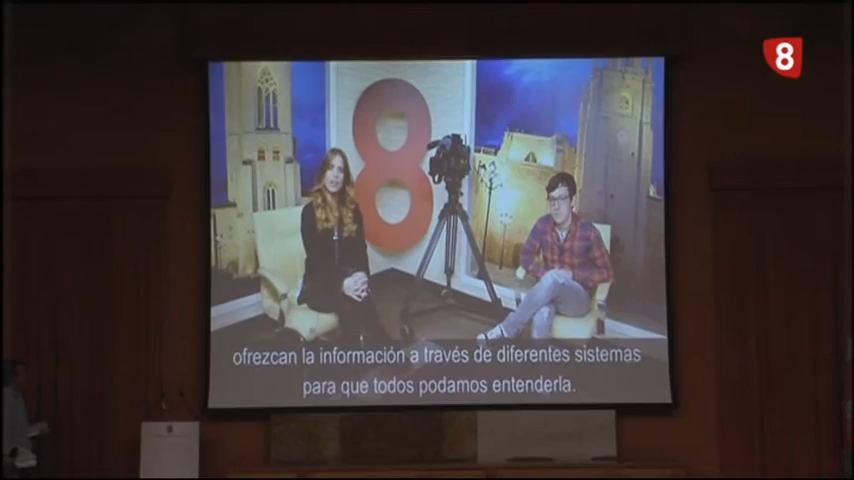 8
8
ofrezcan la información a través de diferentes sistemas
para que todos podamos entenderla.